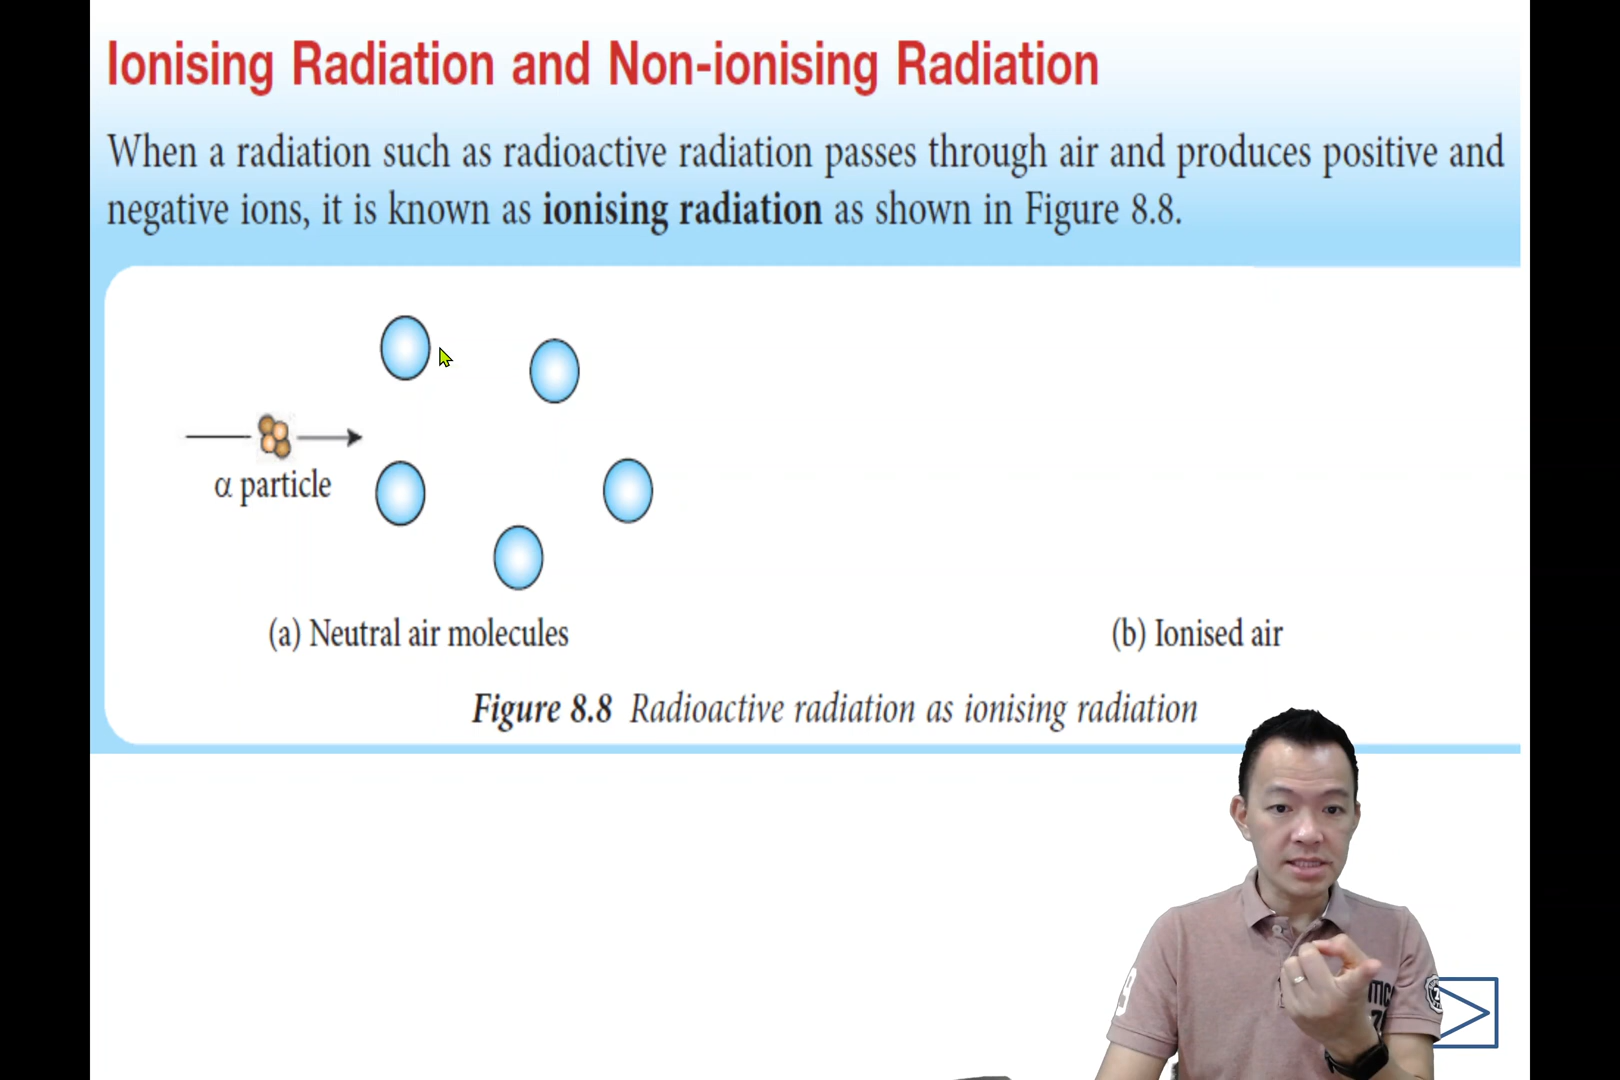 Ionising Radiation and Non-ionising Radiation
When a radiation such as radioactive radiation passes through air and produces positive and
negative ions, it is known as ionising radiation as shown in Figure 8.8.
α particle
(a) Neutral air molecules
(b) Ionised air
Figure 8.8 Radioactive radiation as ionising radiation
9